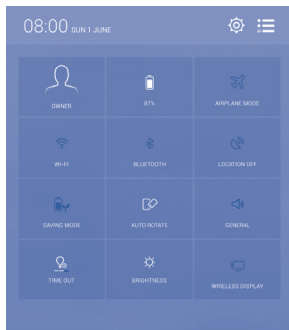 08:00 SUN 1 JUNE
OWNER
87%
AIRPLANE MODE
WI-FI
BLUETOOTH
LOCATION OFF
SAVING MODE
AUTO ROTATE
GENERAL
TIME OUT
BRIGHTNESS
WIRELESS DISPLAY